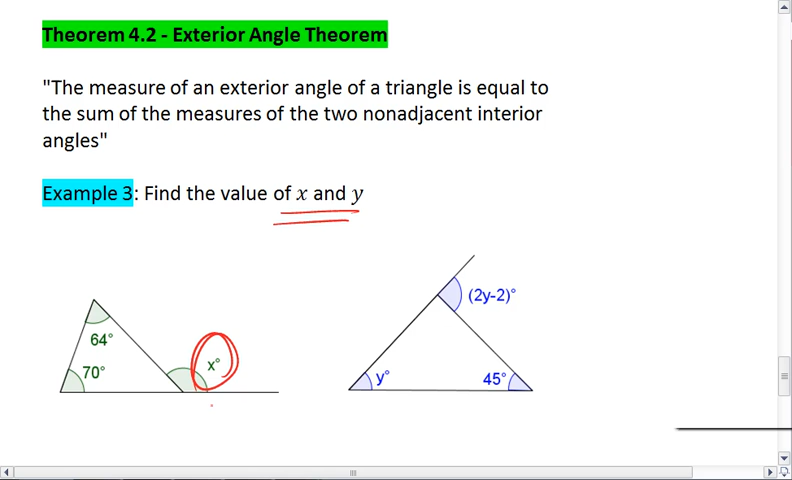 Theorem 4.2 - Exterior Angle Theorem
"The measure of an exterior angle of a triangle is equal to
the sum of the measures of the two nonadjacent interior
angles"
Example 3: Find the value of x and y
64°
70°
x°
(2y-2)°
y°
45°